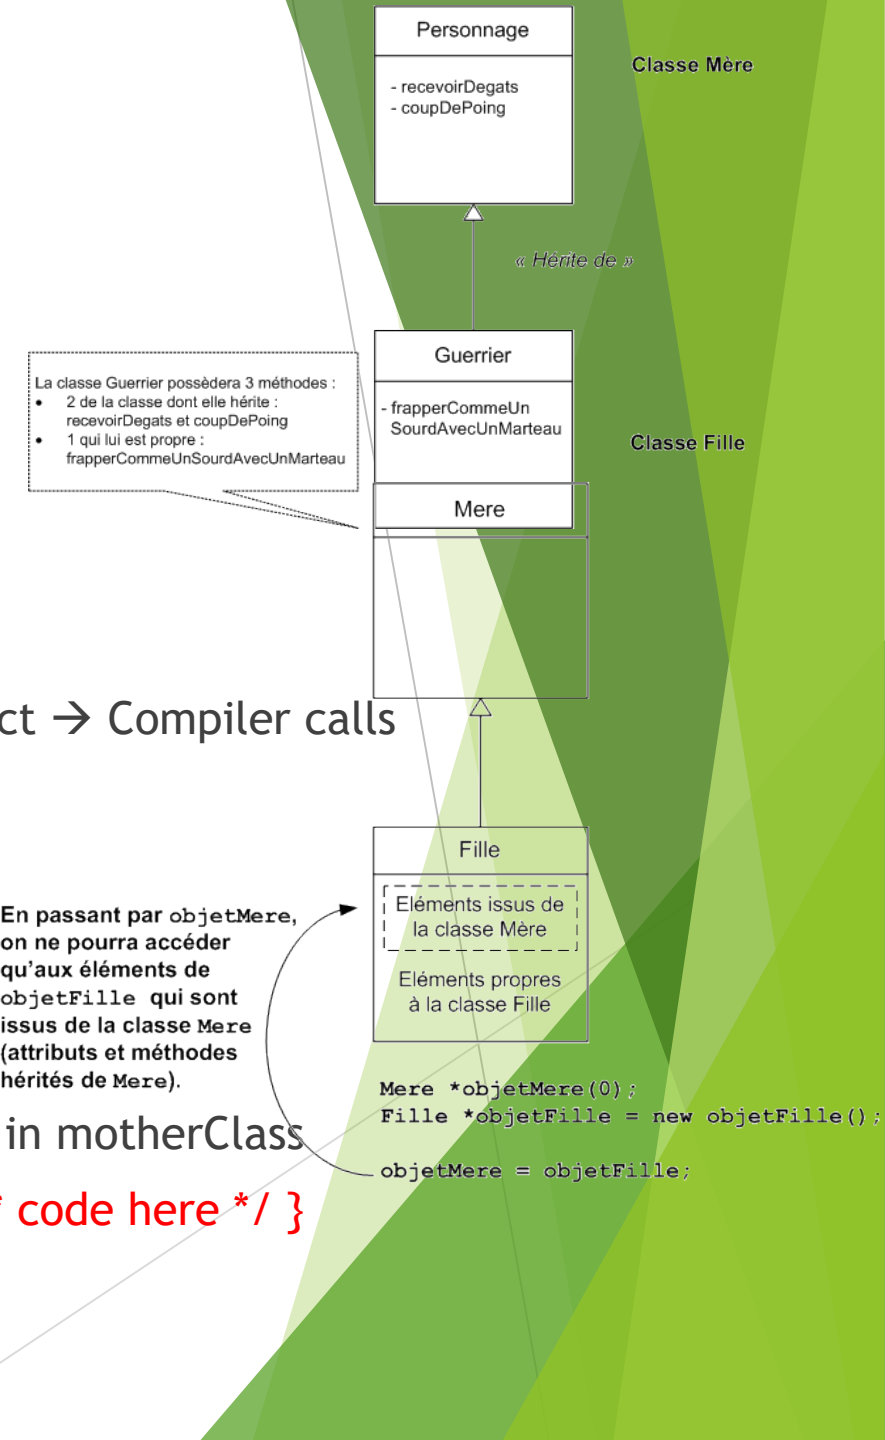 Personnage
Classe Mère
- recevoirDegats
- coupDePoing
« Hérite de »
Guerrier
- frapperCommeUn
SourdAvecUnMarteau
Classe Fille
La classe Guerrier possèdera 3 méthodes :
• 2 de la classe dont elle hérite :
recevoirDegats et coupDePoing
• 1 qui lui est propre :
frapperCommeUnSourdAvecUnMarteau
Mere
ct → Compiler calls
Fille
Eléments issus de
la classe Mère
Eléments propres
à la classe Fille
En passant par objetMere,
on ne pourra accéder
qu'aux éléments de
objetFille qui sont
issus de la classe Mere
(attributs et méthodes
hérités de Mere).
Mere *objetMere(0);
Fille *objetFille = new objetFille();
objetMere = objetFille;
in motherClass
* code here */ }